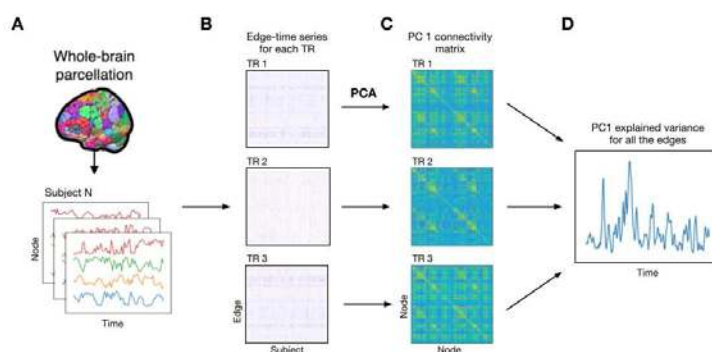 A
Whole-brain
parcellation
Subject N
Node
Time
B
Edge-time series
for each TR
TR 1
TR 2
TR 3
Edge
Subject
PCA
C
PC 1 connectivity
matrix
TR 1
TR 2
TR 3
Node
Node
D
PC1 explained variance
for all the edges
Time